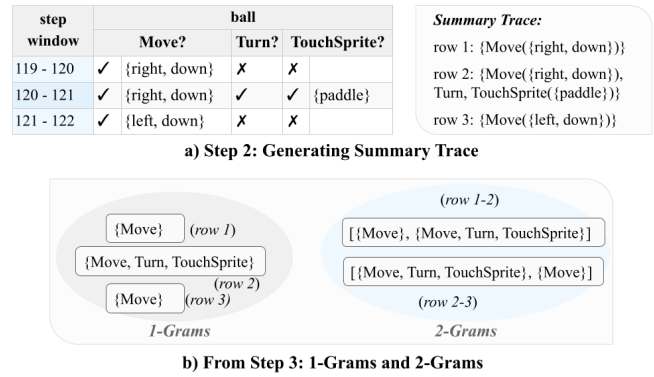 step window ball
Move? Turn? TouchSprite?
119 - 120 ✓ {right, down} ✗ ✗
120 - 121 ✓ {right, down} ✓ ✓ {paddle}
121 - 122 ✓ {left, down} ✗ ✗
Summary Trace:
row 1: {Move({right, down})}
row 2: {Move({right, down}),
Turn, TouchSprite({paddle})}
row 3: {Move({left, down})}
a) Step 2: Generating Summary Trace
{Move} (row 1)
{Move, Turn, TouchSprite}
(row 2)
{Move} (row 3)
1-Grams
(row 1-2)
[{Move}, {Move, Turn, TouchSprite}]
[{Move, Turn, TouchSprite}, {Move}]
(row 2-3)
2-Grams
b) From Step 3: 1-Grams and 2-Grams